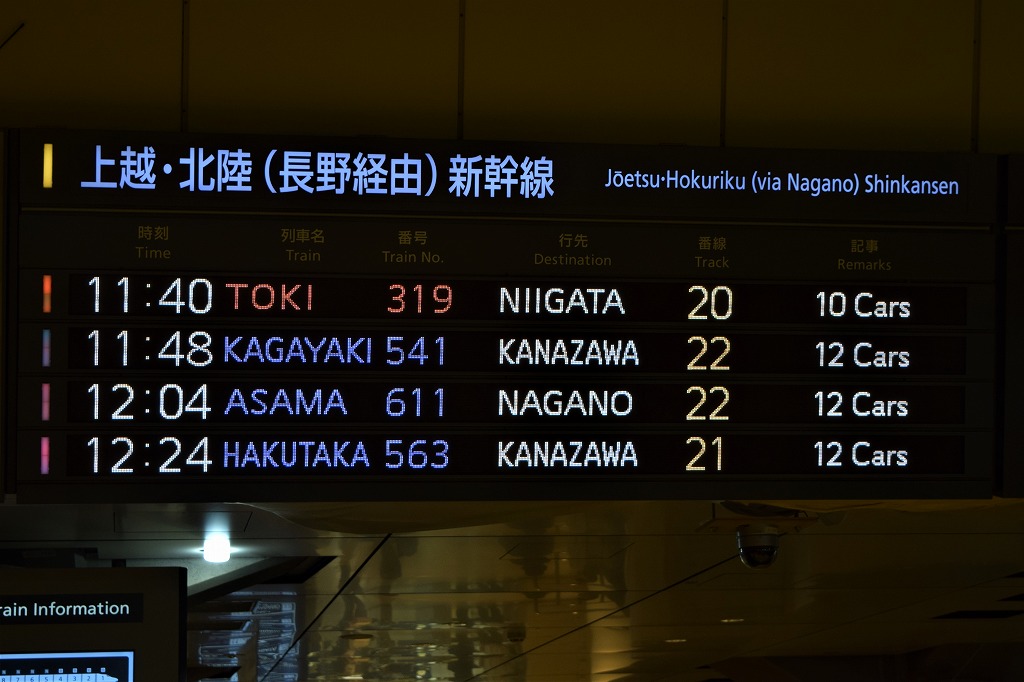 上越・北陸(長野経由)新幹線 Jōetsu・Hokuriku (via Nagano) Shinkansen
時刻 列車名 番号 行先 番線 記事
Time Train Train No. Destination Track Remarks
11:40 TOKI 319 NIIGATA 20 10 Cars
11:48 KAGAYAKI 541 KANAZAWA 22 12 Cars
12:04 ASAMA 611 NAGANO 22 12 Cars
12:24 HAKUTAKA 563 KANAZAWA 21 12 Cars
rain Information